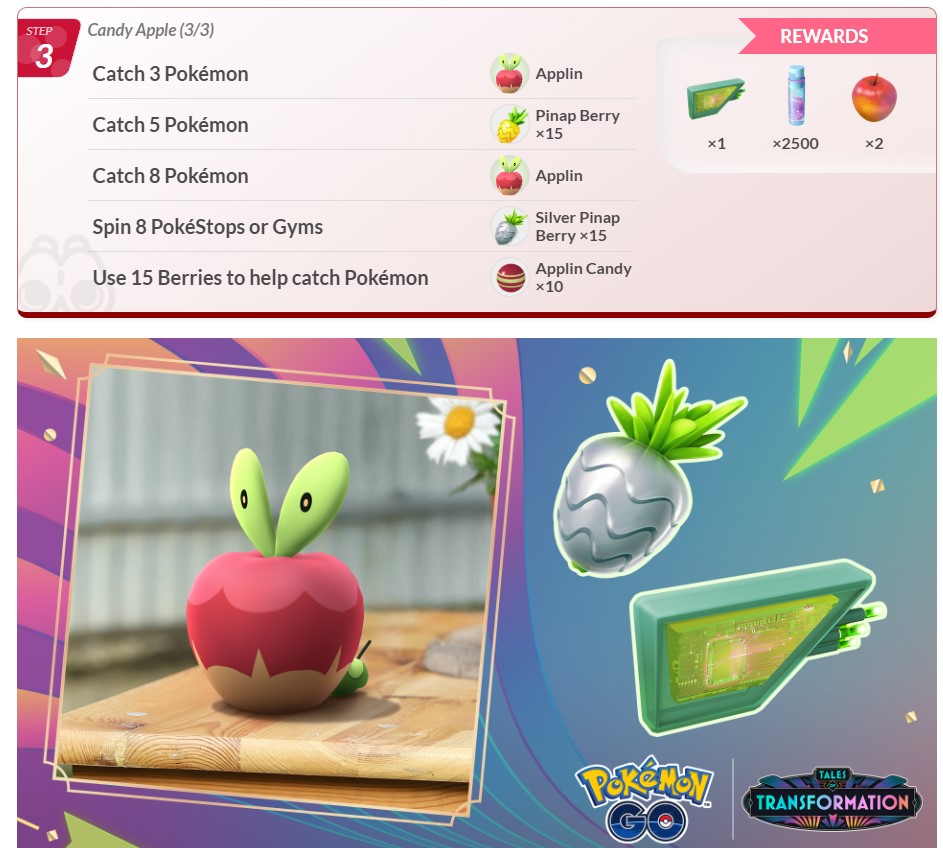 STEP
3
Candy Apple (3/3)
REWARDS
Catch 3 Pokémon
Applin
Catch 5 Pokémon
Pinap Berry
×15
Catch 8 Pokémon
Applin
Spin 8 PokéStops or Gyms
Silver Pinap
Berry ×15
Use 15 Berries to help catch Pokémon
Applin Candy
×10
×1
×2500
×2
POKéMON
TM
GO
TALES
OF
TRANSFORMATION